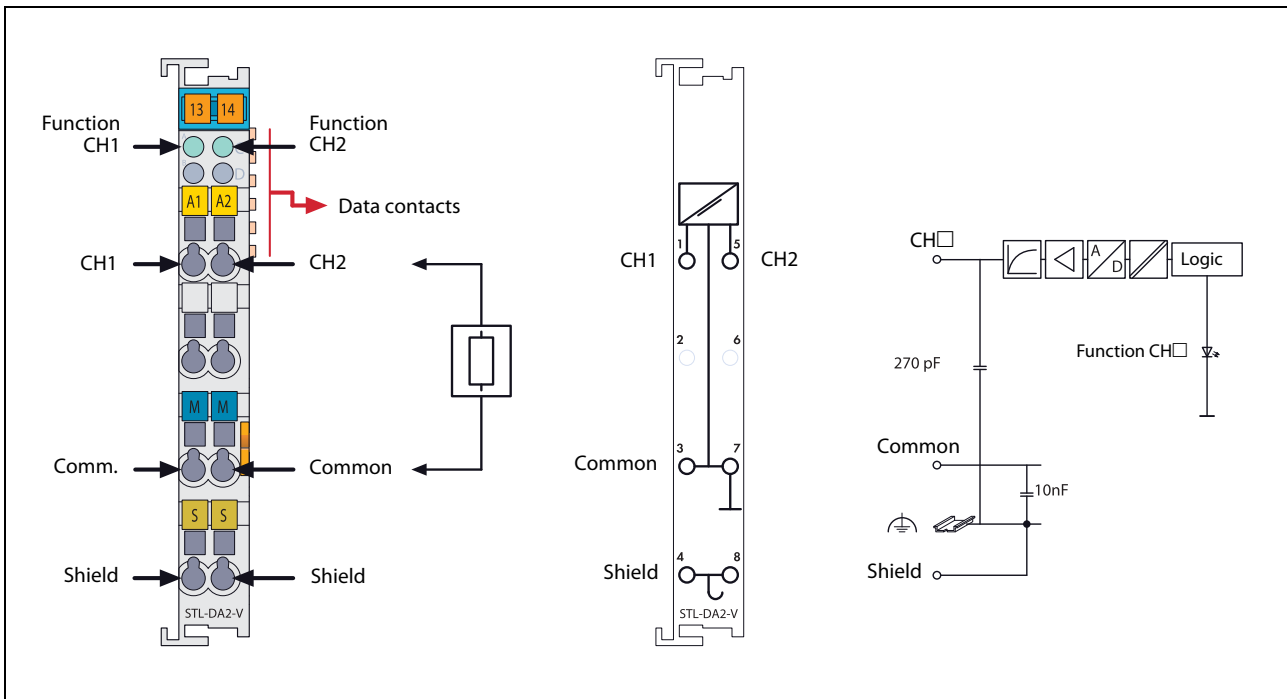 13 14
Function
CH1
Function
CH2
A
D
A1 A2
Data contacts
CH1
CH2
M M
Comm.
Common
S S
Shield
Shield
STL-DA2-V
1 5
CH1
CH2
2 6
3 7
Common
4 8
Shield
STL-DA2-V
CH□
A
D
Logic
270 pF
Function CH□
Common
10nF
Shield